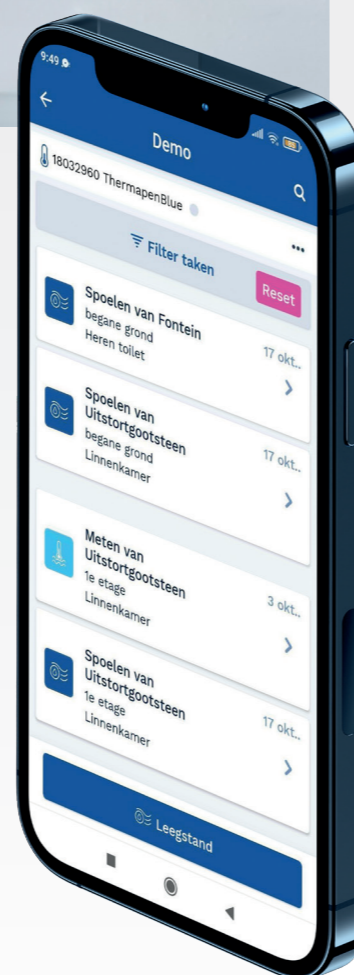 9:49
Demo
18032960 ThermapenBlue
Filter taken
Reset
Spoelen van Fontein
begane grond
Heren toilet
17 okt..
Spoelen van
Uitstortgootsteen
begane grond
Linnenkamer
17 okt..
Meten van
Uitstortgootsteen
1e etage
Linnenkamer
3 okt..
Spoelen van
Uitstortgootsteen
1e etage
Linnenkamer
17 okt..
Leegstand